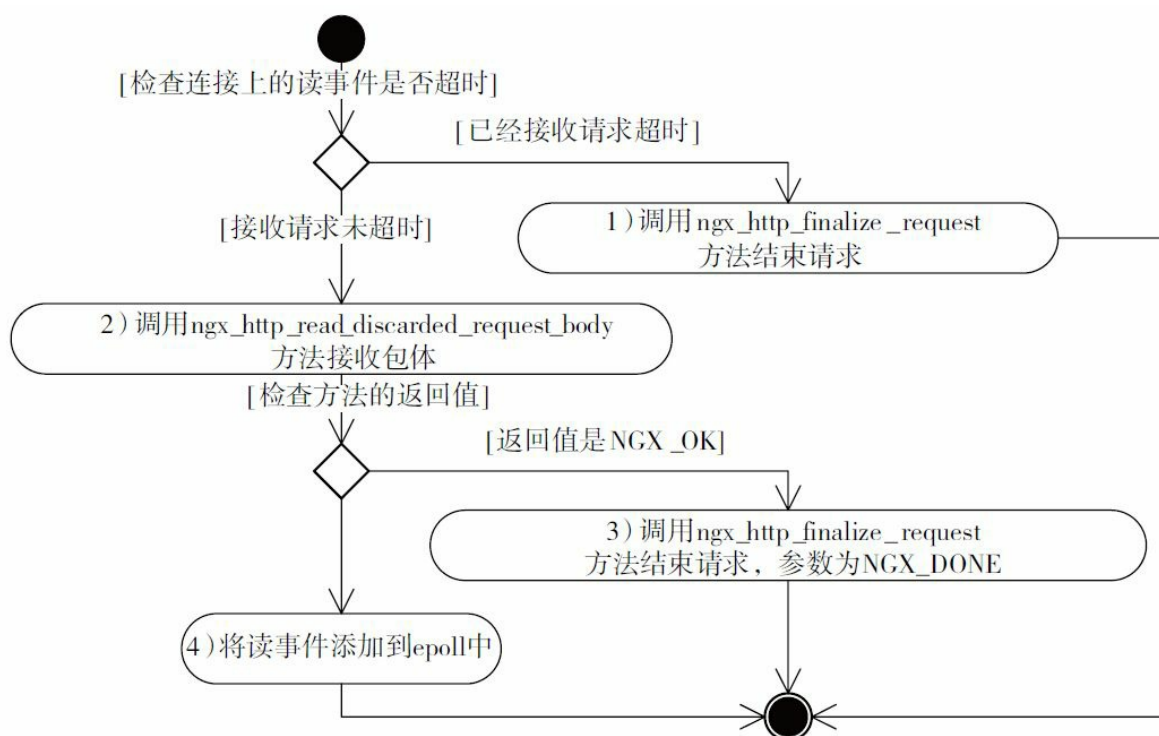 [检查连接上的读事件是否超时]
[已经接收请求超时]
[接收请求未超时]
1)调用ngx_http_finalize_request
方法结束请求
2)调用ngx_http_read_discarded_request_body
方法接收包体
[检查方法的返回值]
[返回值是NGX_OK]
3)调用ngx_http_finalize_request
方法结束请求，参数为NGX_DONE
4)将读事件添加到epoll中